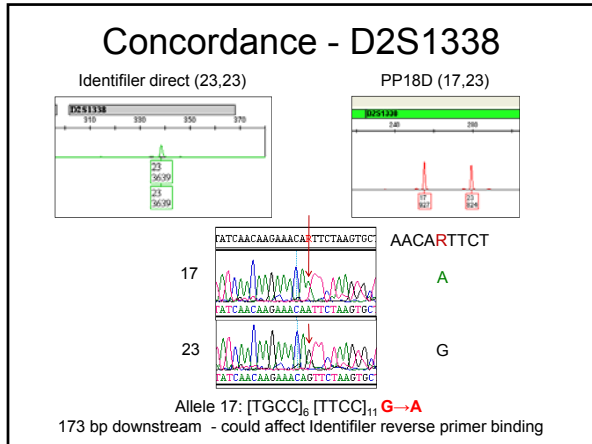 Concordance - D2S1338
Identifiler direct (23,23)
PP18D (17,23)
D2S1338
310 330 350 370
23
3639
23
3639
D2S1338
240 280
17
827
23
824
TATCAACAAGAAACARTTCTAAGTGCT
AACARTTCT
17
A
TATCAACAAGAAACAATTCTAAGTGCT
23
G
TATCAACAAGAAACAGTTCTAAGTGCT
Allele 17: [TGCC]6 [TTCC]11 G→A
173 bp downstream - could affect Identifiler reverse primer binding